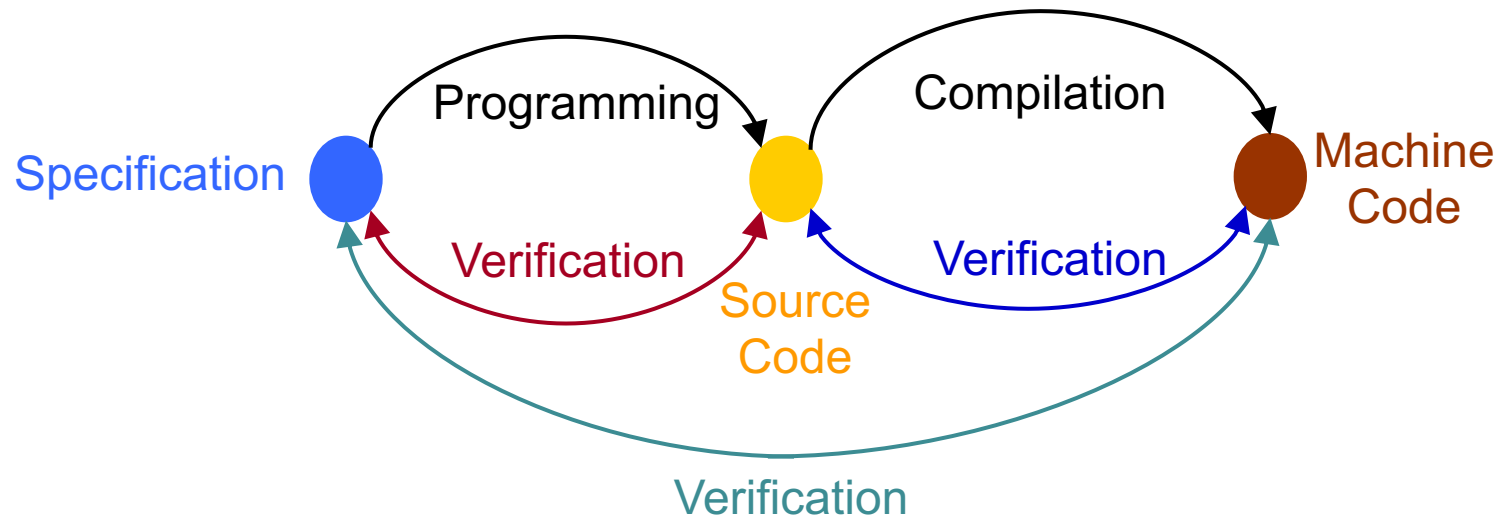 Programming
Compilation
Specification
Machine
Code
Verification
Verification
Source
Code
Verification